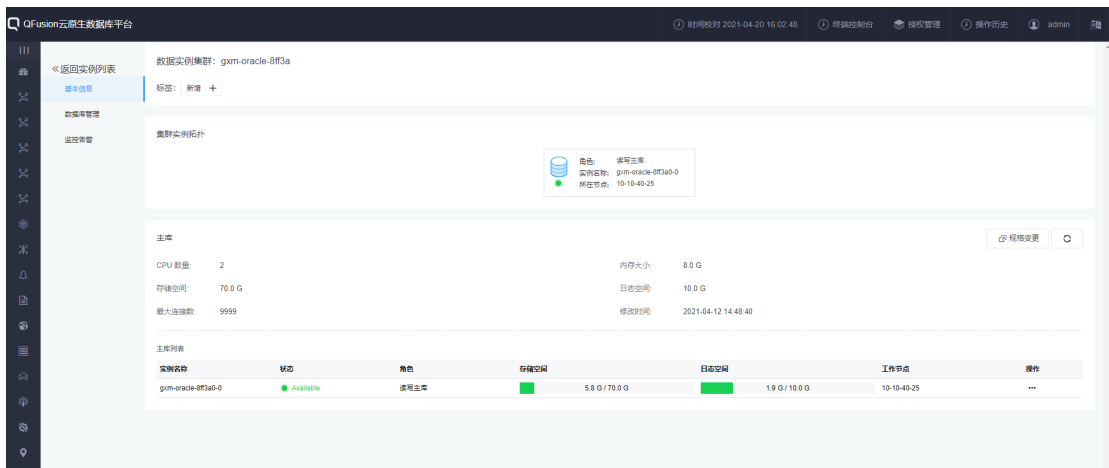 QFusion云原生数据库平台
时间校对 2021-04-20 16:02:48 终端控制台 授权管理 操作历史 admin
«返回实例列表
基本信息
数据库管理
监控告警
数据实例集群：gxm-oracle-8ff3a
标签： 新增 +
集群实例拓扑
角色: 读写主库
实例名称: gxm-oracle-8ff3a0-0
所在节点: 10-10-40-25
主库 规格变更
CPU 数量: 2 内存大小: 8.0 G
存储空间: 70.0 G 日志空间: 10.0 G
最大连接数: 9999 修改时间: 2021-04-12 14:48:40
主库列表
实例名称 状态 角色 存储空间 日志空间 工作节点 操作
gxm-oracle-8ff3a0-0 Available 读写主库 5.8 G / 70.0 G 1.9 G / 10.0 G 10-10-40-25 ···